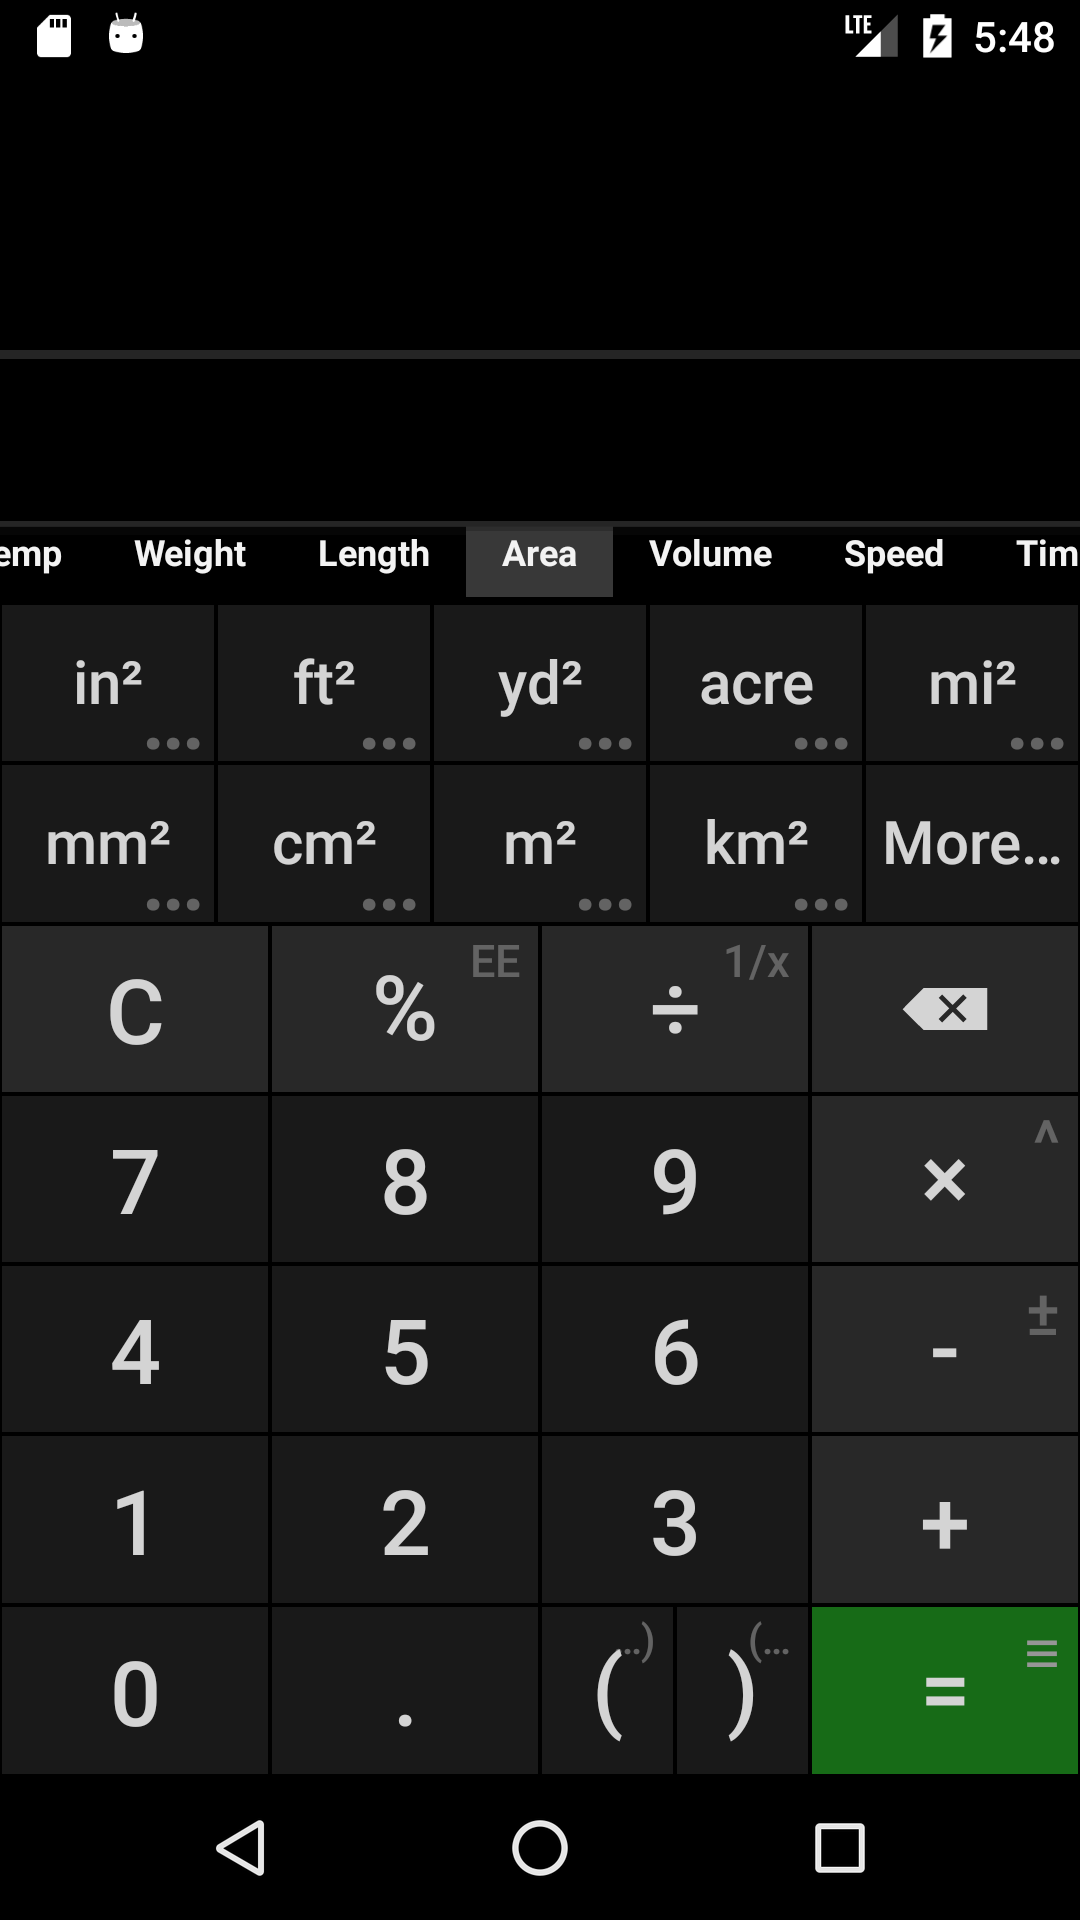 LTE 5:48
emp Weight Length Area Volume Speed Tim
in² ft² yd² acre mi²
mm² cm² m² km² More...
C % EE ÷ 1/x
7 8 9 × ^
4 5 6 - ±
1 2 3 +
0 . ( ..) ) (... =